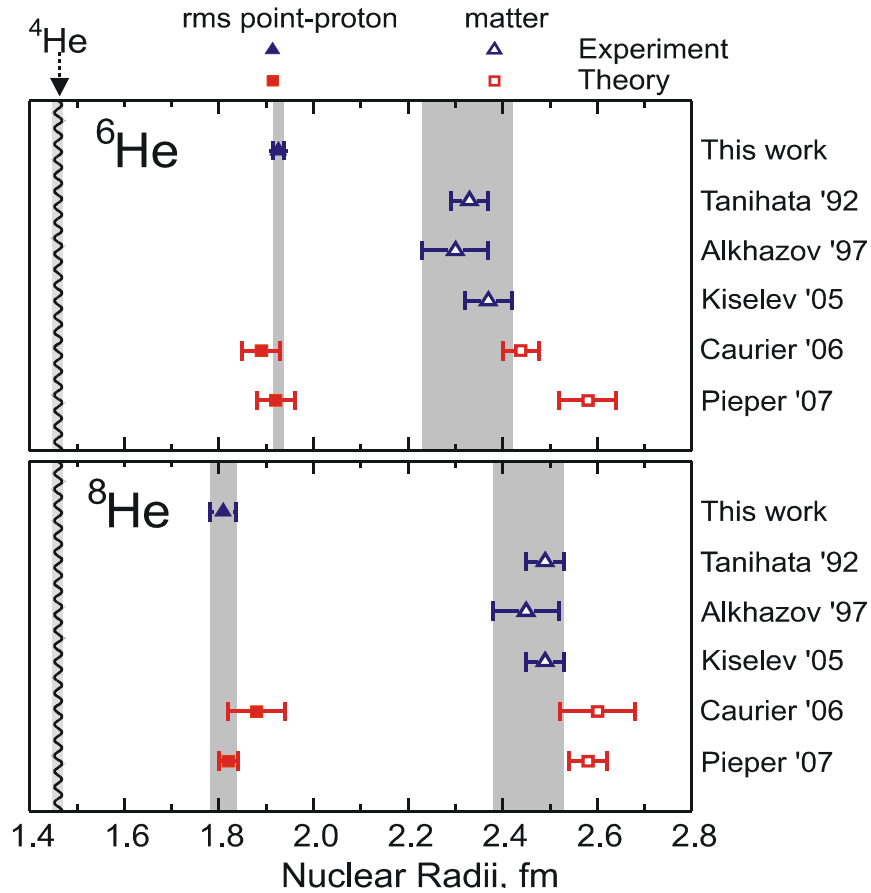 rms point-proton matter
⁴He
Experiment
Theory
⁶He
This work
Tanihata '92
Alkhazov '97
Kiselev '05
Caurier '06
Pieper '07
⁸He
This work
Tanihata '92
Alkhazov '97
Kiselev '05
Caurier '06
Pieper '07
1.4 1.6 1.8 2.0 2.2 2.4 2.6 2.8
Nuclear Radii, fm